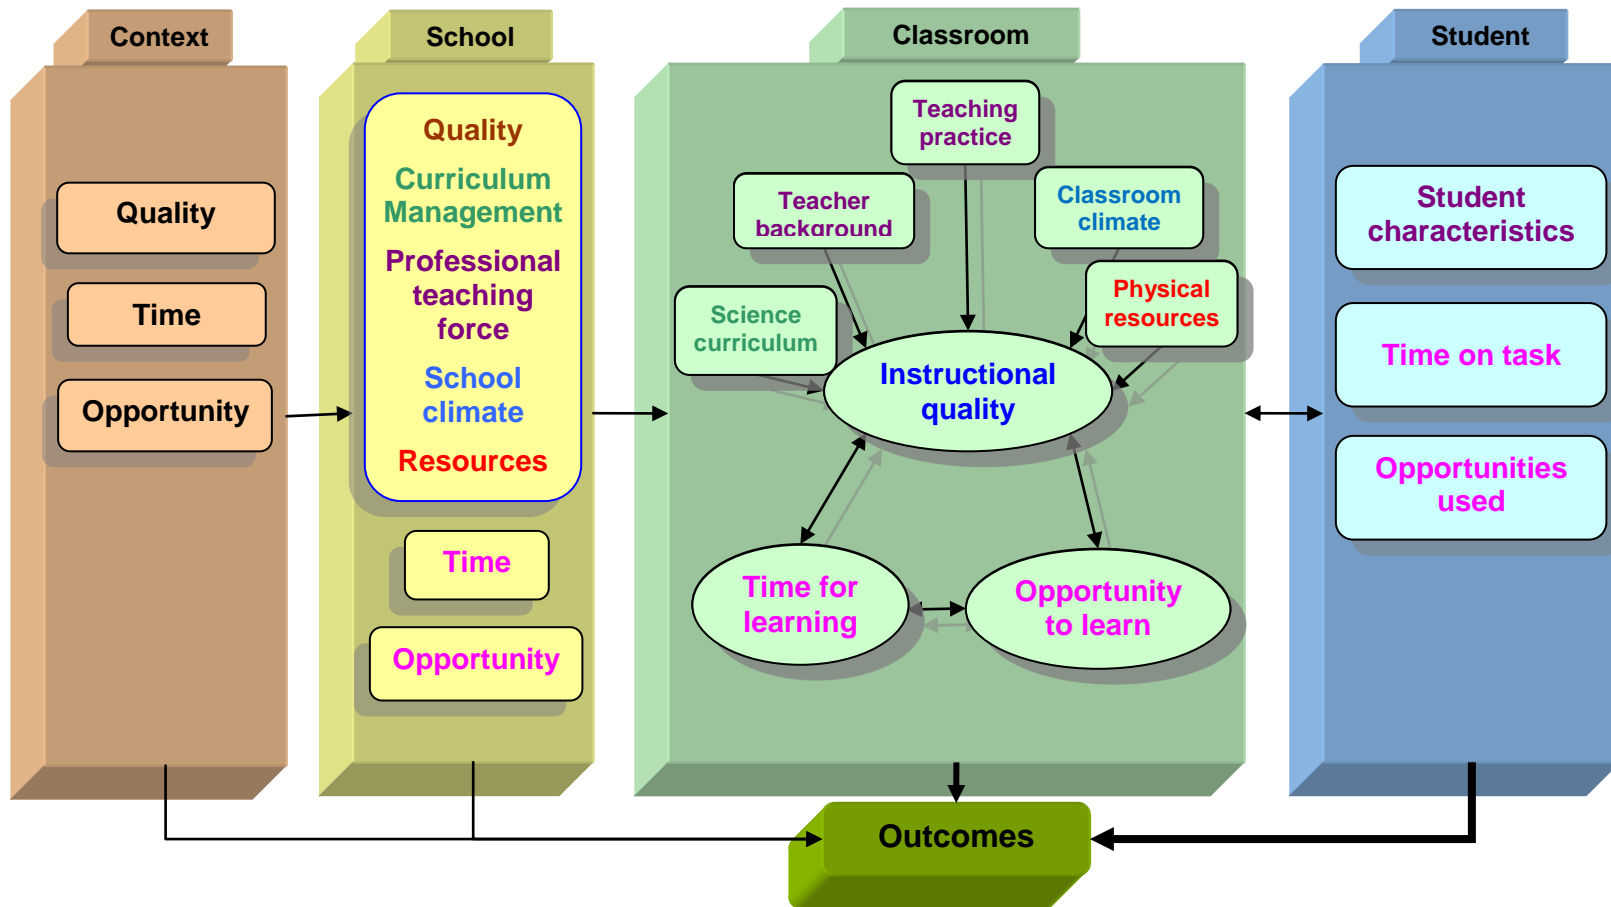 Context
Quality
Time
Opportunity
School
Quality
Curriculum
Management
Professional
teaching
force
School
climate
Resources
Time
Opportunity
Classroom
Teaching
practice
Teacher
background
Classroom
climate
Science
curriculum
Physical
resources
Instructional
quality
Time for
learning
Opportunity
to learn
Student
Student
characteristics
Time on task
Opportunities
used
Outcomes